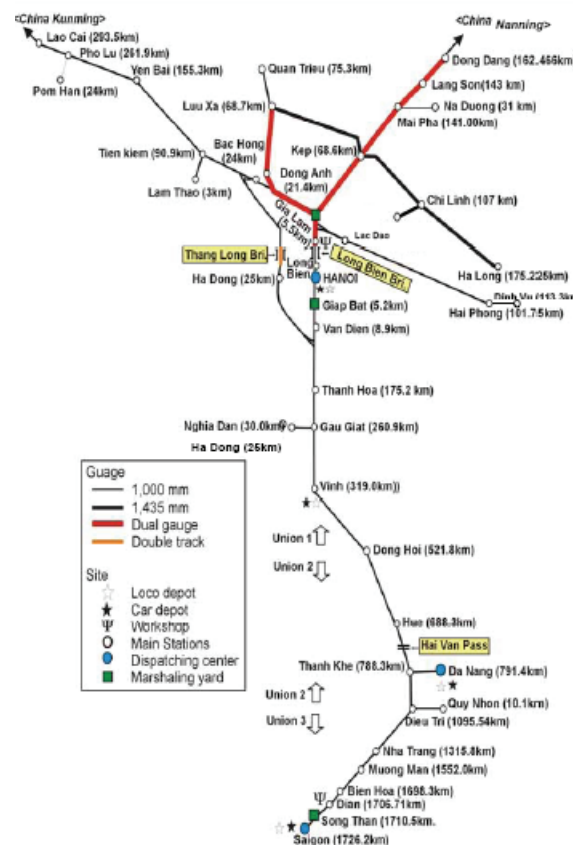 <China Kunming>
Lao Cai (293.5km)
Pho Lu (261.9km)
Yen Bai (155.3km)
Pom Han (24km)
Tien kiem (90.9km)
Lam Thao (3km)
<China
Nanning>
Dong Dang (162.466km)
Quan Trieu (75.3km)
Lang Son(143 km)
Na Duong (31 km)
Mai Pha (141.00km)
Luu Xa (68.7km)
Bac Hong
(24km)
Kep(68.6km)
Dong Anh
(21.4km)
Chi Linh (107 km)
Gia Lam
(5.5km)
Lac Dao
Thang Long Bri.
Long
Bien
Long Bien Bri.
Ha Long (175.225km)
Ha Dong (25km)
HANOI
Dinh Vu (113.3k
Hai Phong (101.75km)
Giap Bat (5.2km)
Van Dien (8.9km)
Thanh Hoa (175.2 km)
Nghia Dan (30.0km)
Gau Giat (260.9km)
Ha Dong (25km)
Guage
1,000 mm
1,435 mm
Dual gauge
Double track
Site
Loco depot
Car depot
Ψ Workshop
Main Stations
Dispatching center
Marshaling yard
Vinh (319.0km))
Union 1
Union 2
Dong Hoi (521.8km)
Hue (688.3km)
Hai Van Pass
Thanh Khe (788.3km)
Da Nang (791.4km)
Union 2
Union 3
Quy Nhon (10.1km)
Dieu Tri (1095.54km)
Nha Trang (1315.8km)
Muong Man (1552.0km)
Bien Hoa (1698.3km)
Ψ
Dian (1706.71km)
Song Than (1710.5km.
Saigon (1726.2km)